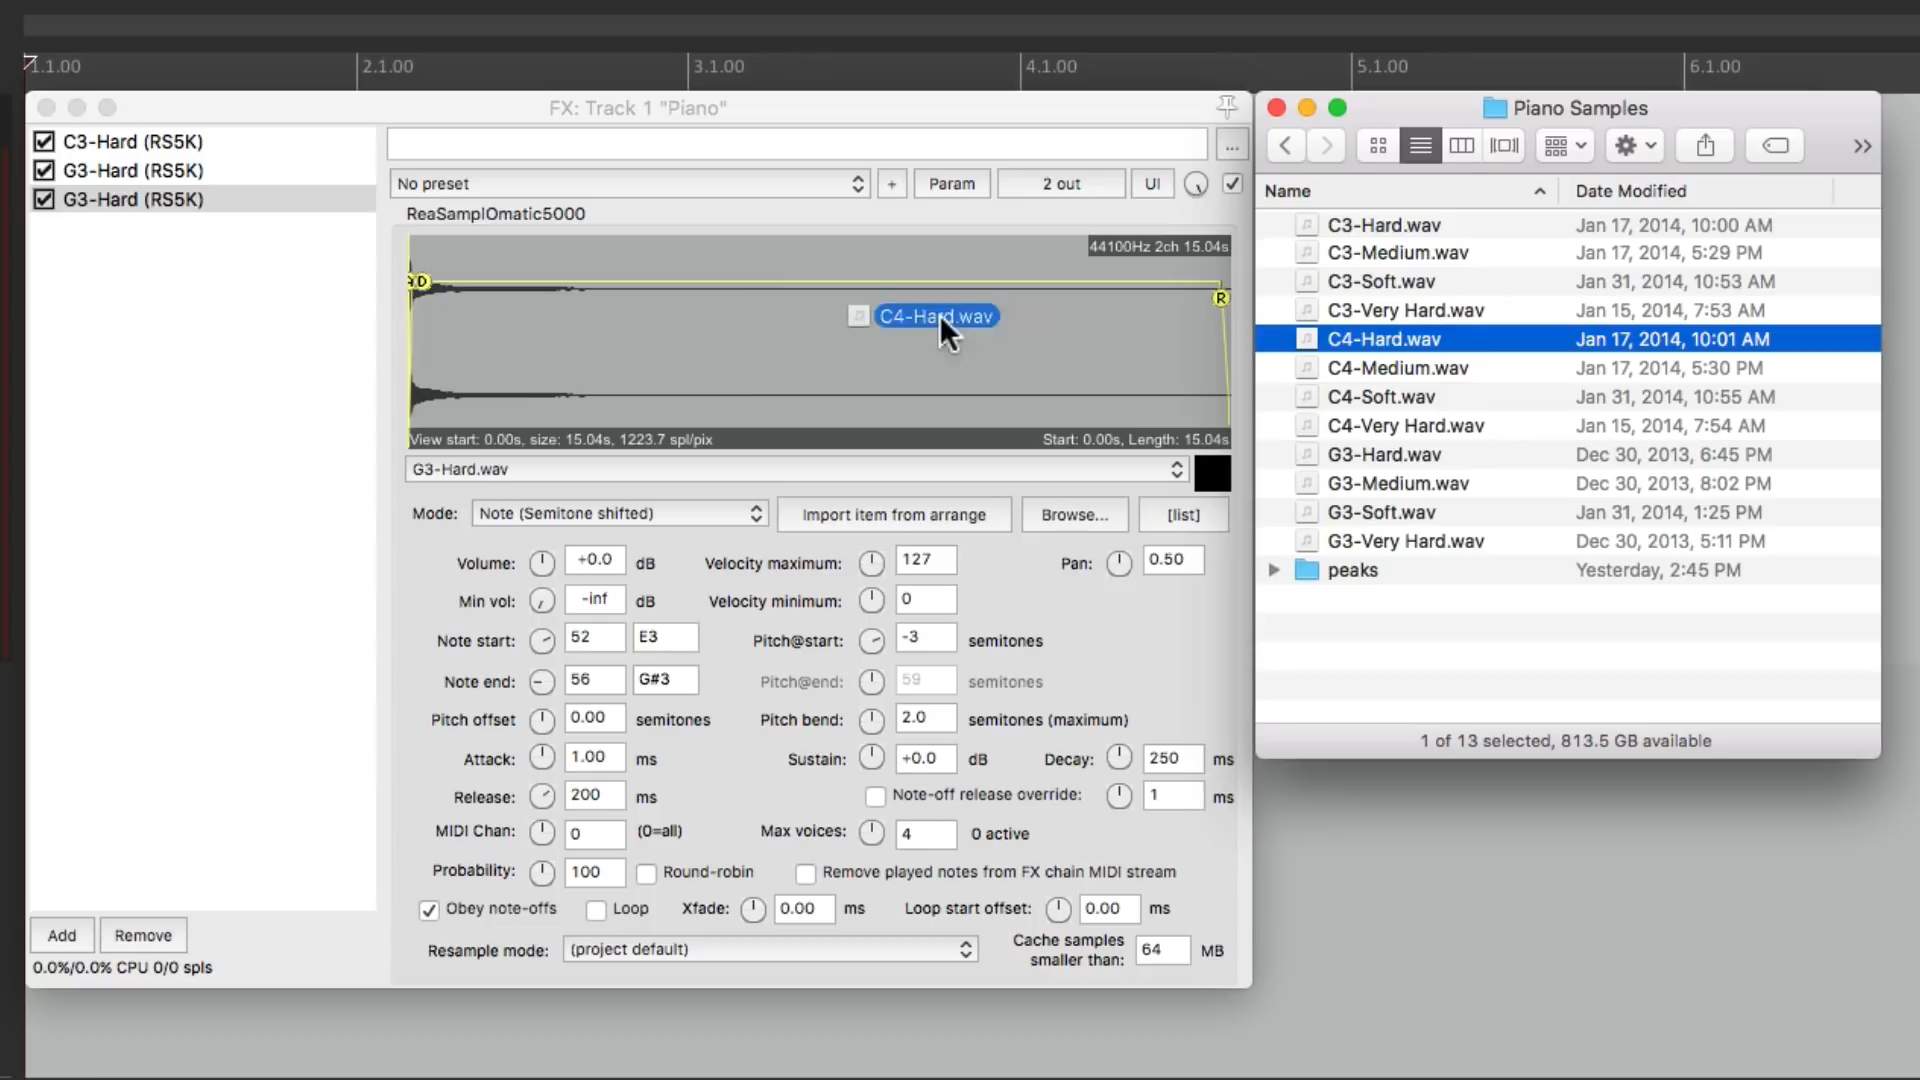 1.1.00 2.1.00 3.1.00 4.1.00 5.1.00 6.1.00
FX: Track 1 "Piano"
C3-Hard (RS5K)
G3-Hard (RS5K)
G3-Hard (RS5K)
...
No preset + Param 2 out UI
ReaSamplOmatic5000
44100Hz 2ch 15.04s
D
R
C4-Hard.wav
View start: 0.00s, size: 15.04s, 1223.7 spl/pix Start: 0.00s, Length: 15.04s
G3-Hard.wav
Mode: Note (Semitone shifted) Import item from arrange Browse... [list]
Volume: +0.0 dB Velocity maximum: 127 Pan: 0.50
Min vol: -inf dB Velocity minimum: 0
Note start: 52 E3 Pitch@start: -3 semitones
Note end: 56 G#3 Pitch@end: 59 semitones
Pitch offset 0.00 semitones Pitch bend: 2.0 semitones (maximum)
Attack: 1.00 ms Sustain: +0.0 dB Decay: 250 ms
Release: 200 ms Note-off release override: 1 ms
MIDI Chan: 0 (0=all) Max voices: 4 0 active
Probability: 100 Round-robin Remove played notes from FX chain MIDI stream
Obey note-offs Loop Xfade: 0.00 ms Loop start offset: 0.00 ms
Resample mode: (project default) Cache samples smaller than: 64 MB
Add Remove
0.0%/0.0% CPU 0/0 spls
Piano Samples
Name Date Modified
C3-Hard.wav Jan 17, 2014, 10:00 AM
C3-Medium.wav Jan 17, 2014, 5:29 PM
C3-Soft.wav Jan 31, 2014, 10:53 AM
C3-Very Hard.wav Jan 15, 2014, 7:53 AM
C4-Hard.wav Jan 17, 2014, 10:01 AM
C4-Medium.wav Jan 17, 2014, 5:30 PM
C4-Soft.wav Jan 31, 2014, 10:55 AM
C4-Very Hard.wav Jan 15, 2014, 7:54 AM
G3-Hard.wav Dec 30, 2013, 6:45 PM
G3-Medium.wav Dec 30, 2013, 8:02 PM
G3-Soft.wav Jan 31, 2014, 1:25 PM
G3-Very Hard.wav Dec 30, 2013, 5:11 PM
peaks Yesterday, 2:45 PM
1 of 13 selected, 813.5 GB available